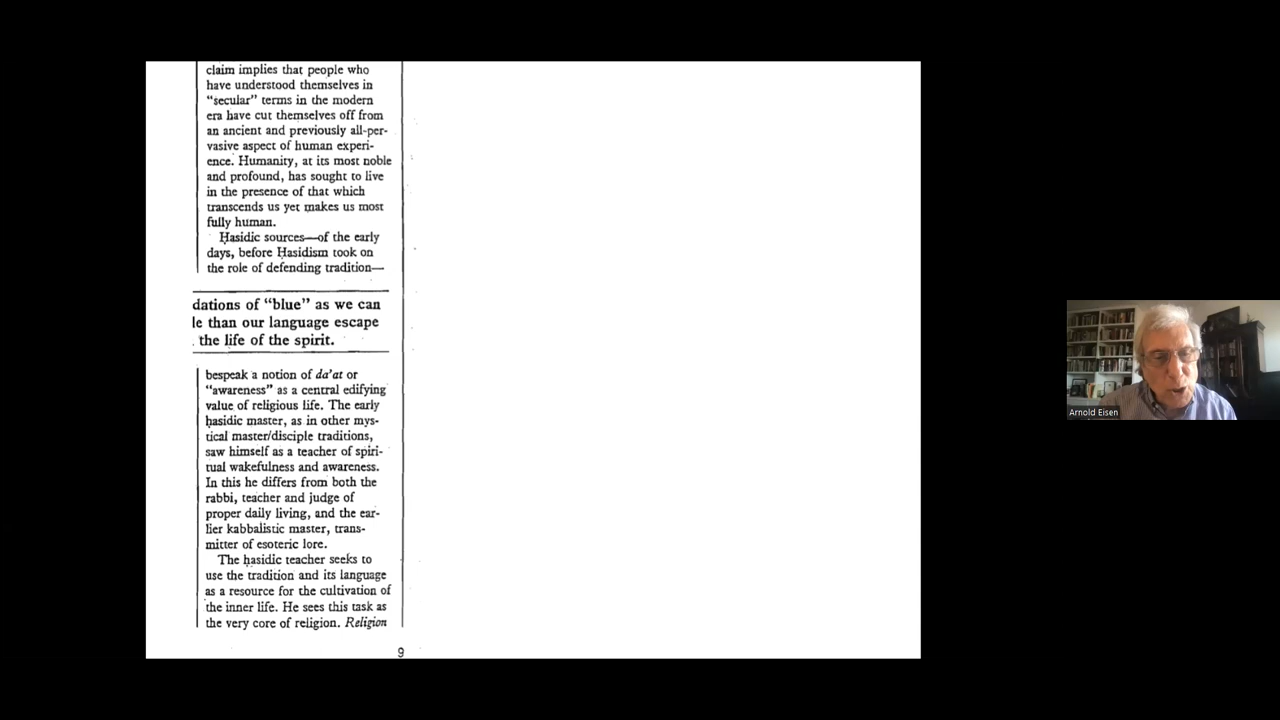 claim implies that people who
have understood themselves in
“secular” terms in the modern
era have cut themselves off from
an ancient and previously all-per-
vasive aspect of human experi-
ence. Humanity, at its most noble
and profound, has sought to live
in the presence of that which
transcends us yet makes us most
fully human.
Ḥasidic sources—of the early
days, before Ḥasidism took on
the role of defending tradition—
dations of “blue” as we can
le than our language escape
the life of the spirit.
bespeak a notion of da’at or
“awareness” as a central edifying
value of religious life. The early
ḥasidic master, as in other mys-
tical master/disciple traditions,
saw himself as a teacher of spiri-
tual wakefulness and awareness.
In this he differs from both the
rabbi, teacher and judge of
proper daily living, and the ear-
lier kabbalistic master, trans-
mitter of esoteric lore.
The ḥasidic teacher seeks to
use the tradition and its language
as a resource for the cultivation of
the inner life. He sees this task as
the very core of religion. Religion
9
Arnold Eisen